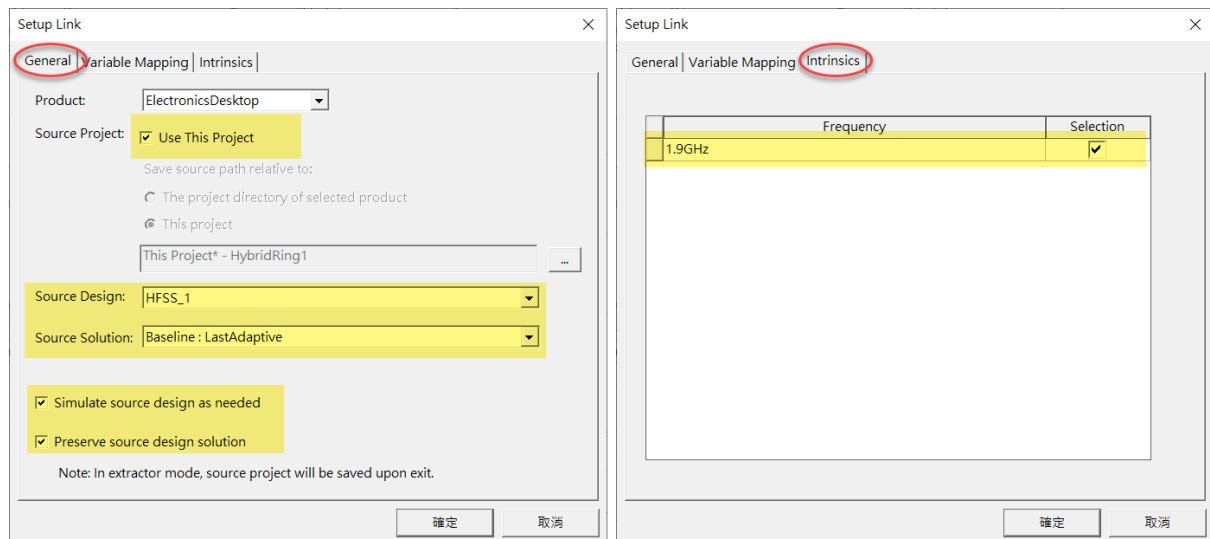 Setup Link
General Variable Mapping Intrinsics
Product: ElectronicsDesktop
Source Project: Use This Project
Save source path relative to:
The project directory of selected product
This project
This Project* - HybridRing1
...
Source Design: HFSS_1
Source Solution: Baseline : LastAdaptive
Simulate source design as needed
Preserve source design solution
Note: In extractor mode, source project will be saved upon exit.
確定 取消
Setup Link
General Variable Mapping Intrinsics
Frequency Selection
1.9GHz
確定 取消